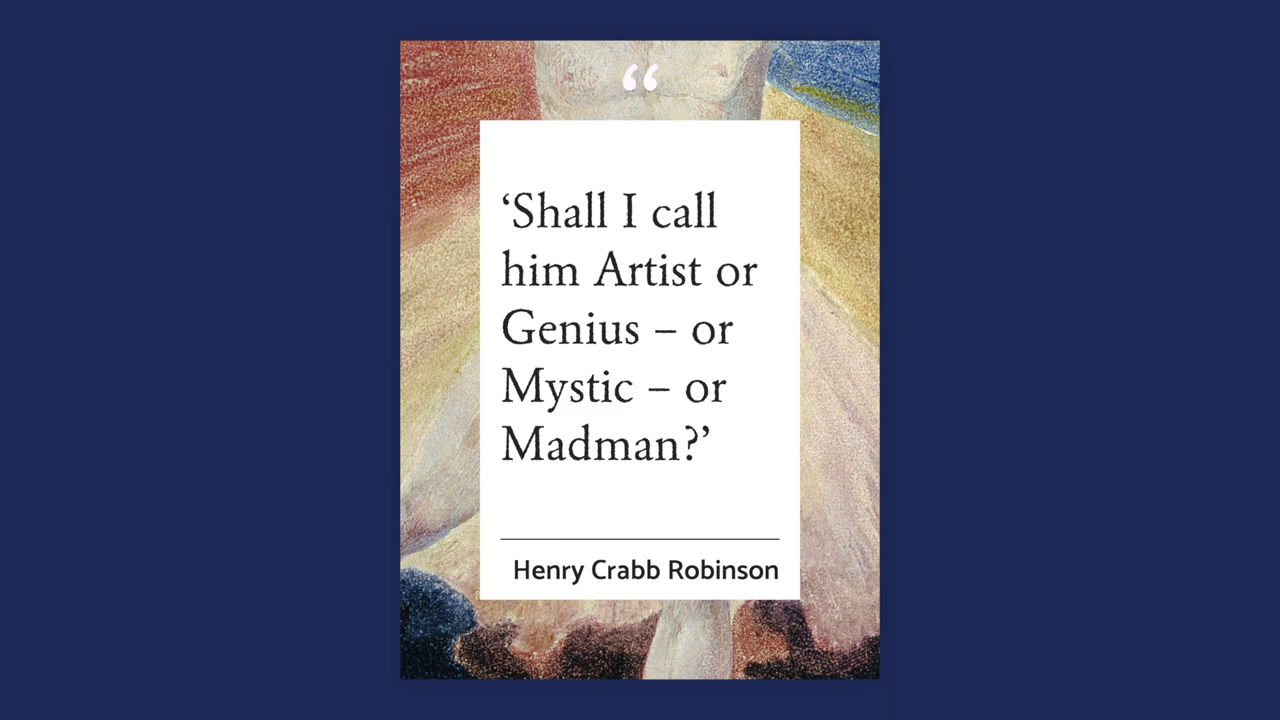 “
‘Shall I call
him Artist or
Genius – or
Mystic – or
Madman?’
Henry Crabb Robinson